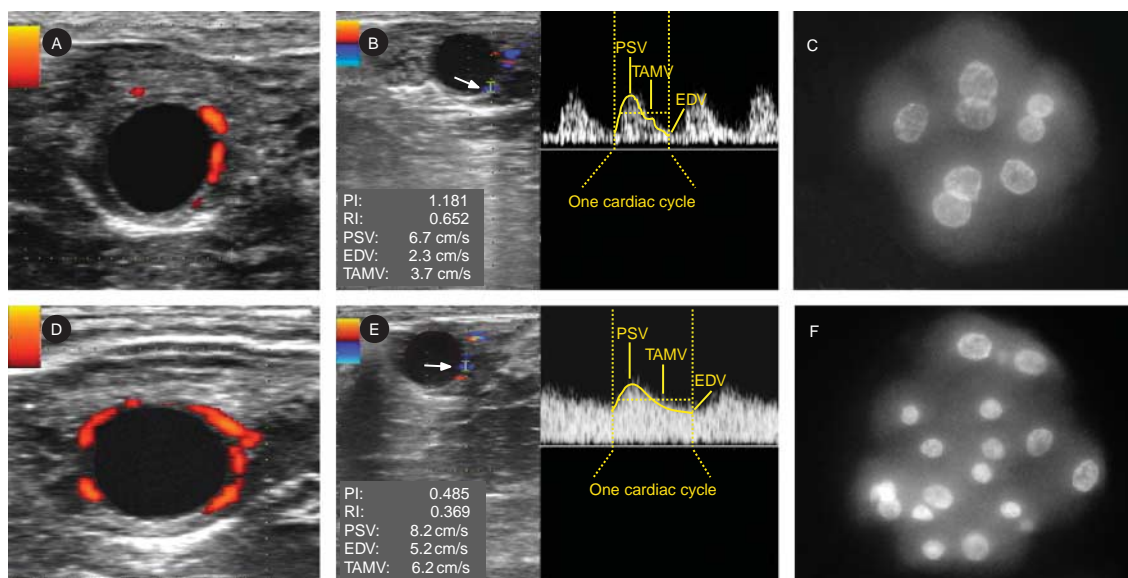 A
B
PSV
TAMV
EDV
One cardiac cycle
PI: 1.181
RI: 0.652
PSV: 6.7 cm/s
EDV: 2.3 cm/s
TAMV: 3.7 cm/s
C
D
E
PSV
TAMV
EDV
One cardiac cycle
PI: 0.485
RI: 0.369
PSV: 8.2 cm/s
EDV: 5.2 cm/s
TAMV: 6.2 cm/s
F